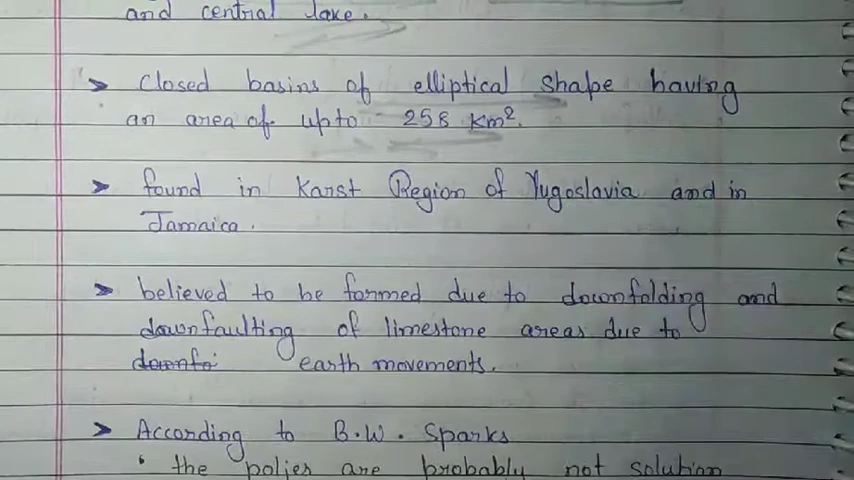 and central lake.
> Closed basins of elliptical shape having
an area of upto - 258 km².
> found in Karst Region of Yugoslavia and in
Jamaica.
> believed to be formed due to downfolding and
downfaulting of limestone areas due to
downfo earth movements.
> According to B.W. Sparks
• the poljes are probably not solution